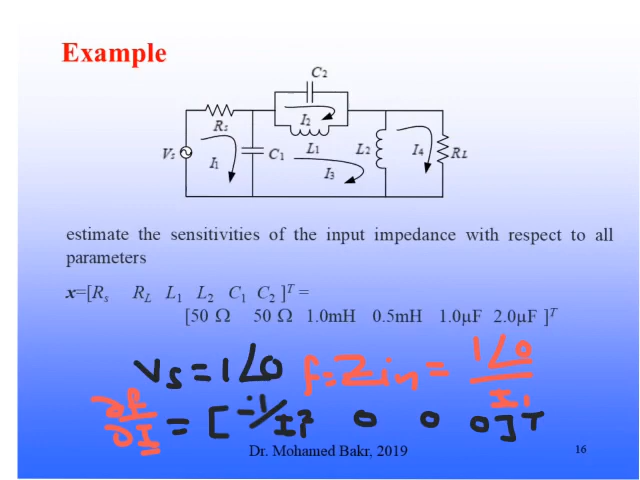 Example
C2
Rs
I2
Vs
I1
C1
L1
L2
I3
I4
RL
estimate the sensitivities of the input impedance with respect to all
parameters
x=[Rs RL L1 L2 C1 C2 ]T =
[50 Ω 50 Ω 1.0mH 0.5mH 1.0μF 2.0μF ]T
Vs = 1∠0 f = Zin = 1∠0 / I1
∂f/∂I = [ -1/I1² 0 0 0 ]T
Dr. Mohamed Bakr, 2019
16